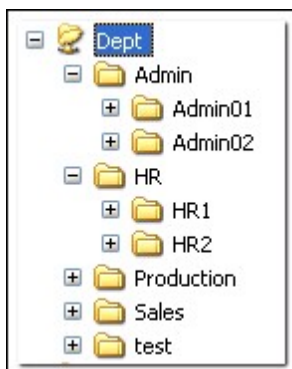 Dept
Admin
Admin01
Admin02
HR
HR1
HR2
Production
Sales
test